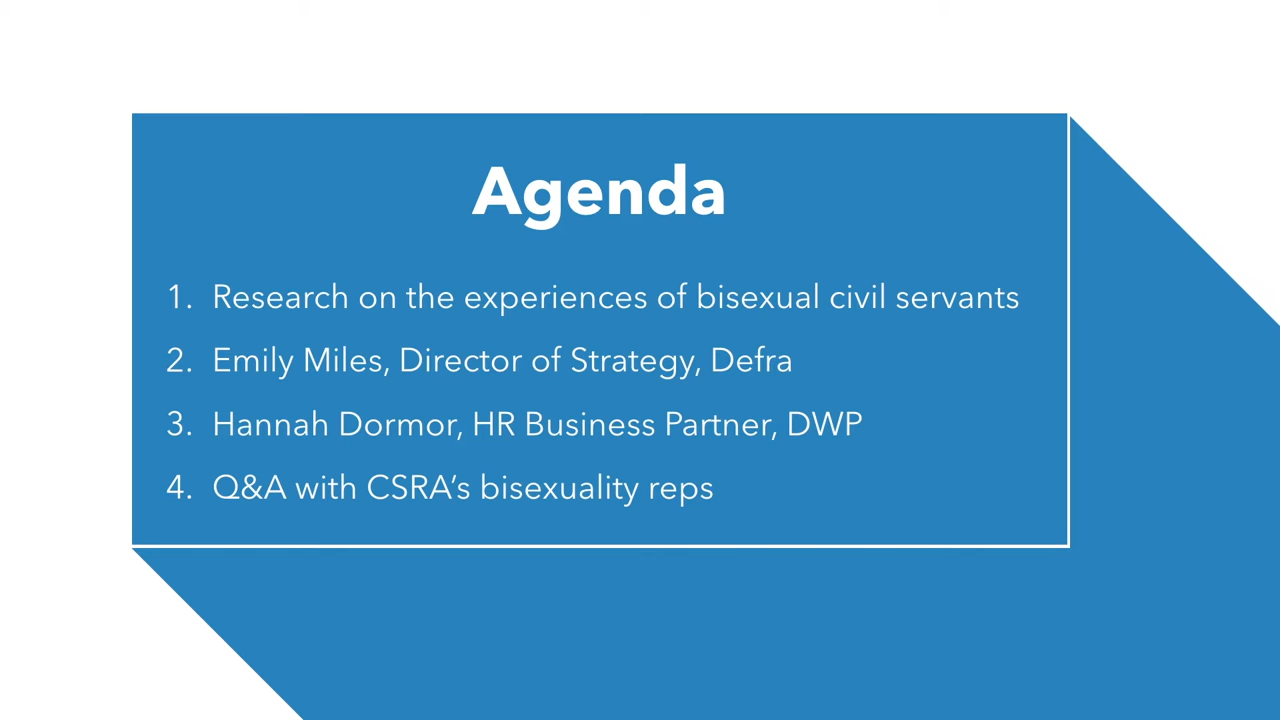 Agenda
1. Research on the experiences of bisexual civil servants
2. Emily Miles, Director of Strategy, Defra
3. Hannah Dormor, HR Business Partner, DWP
4. Q&A with CSRA’s bisexuality reps